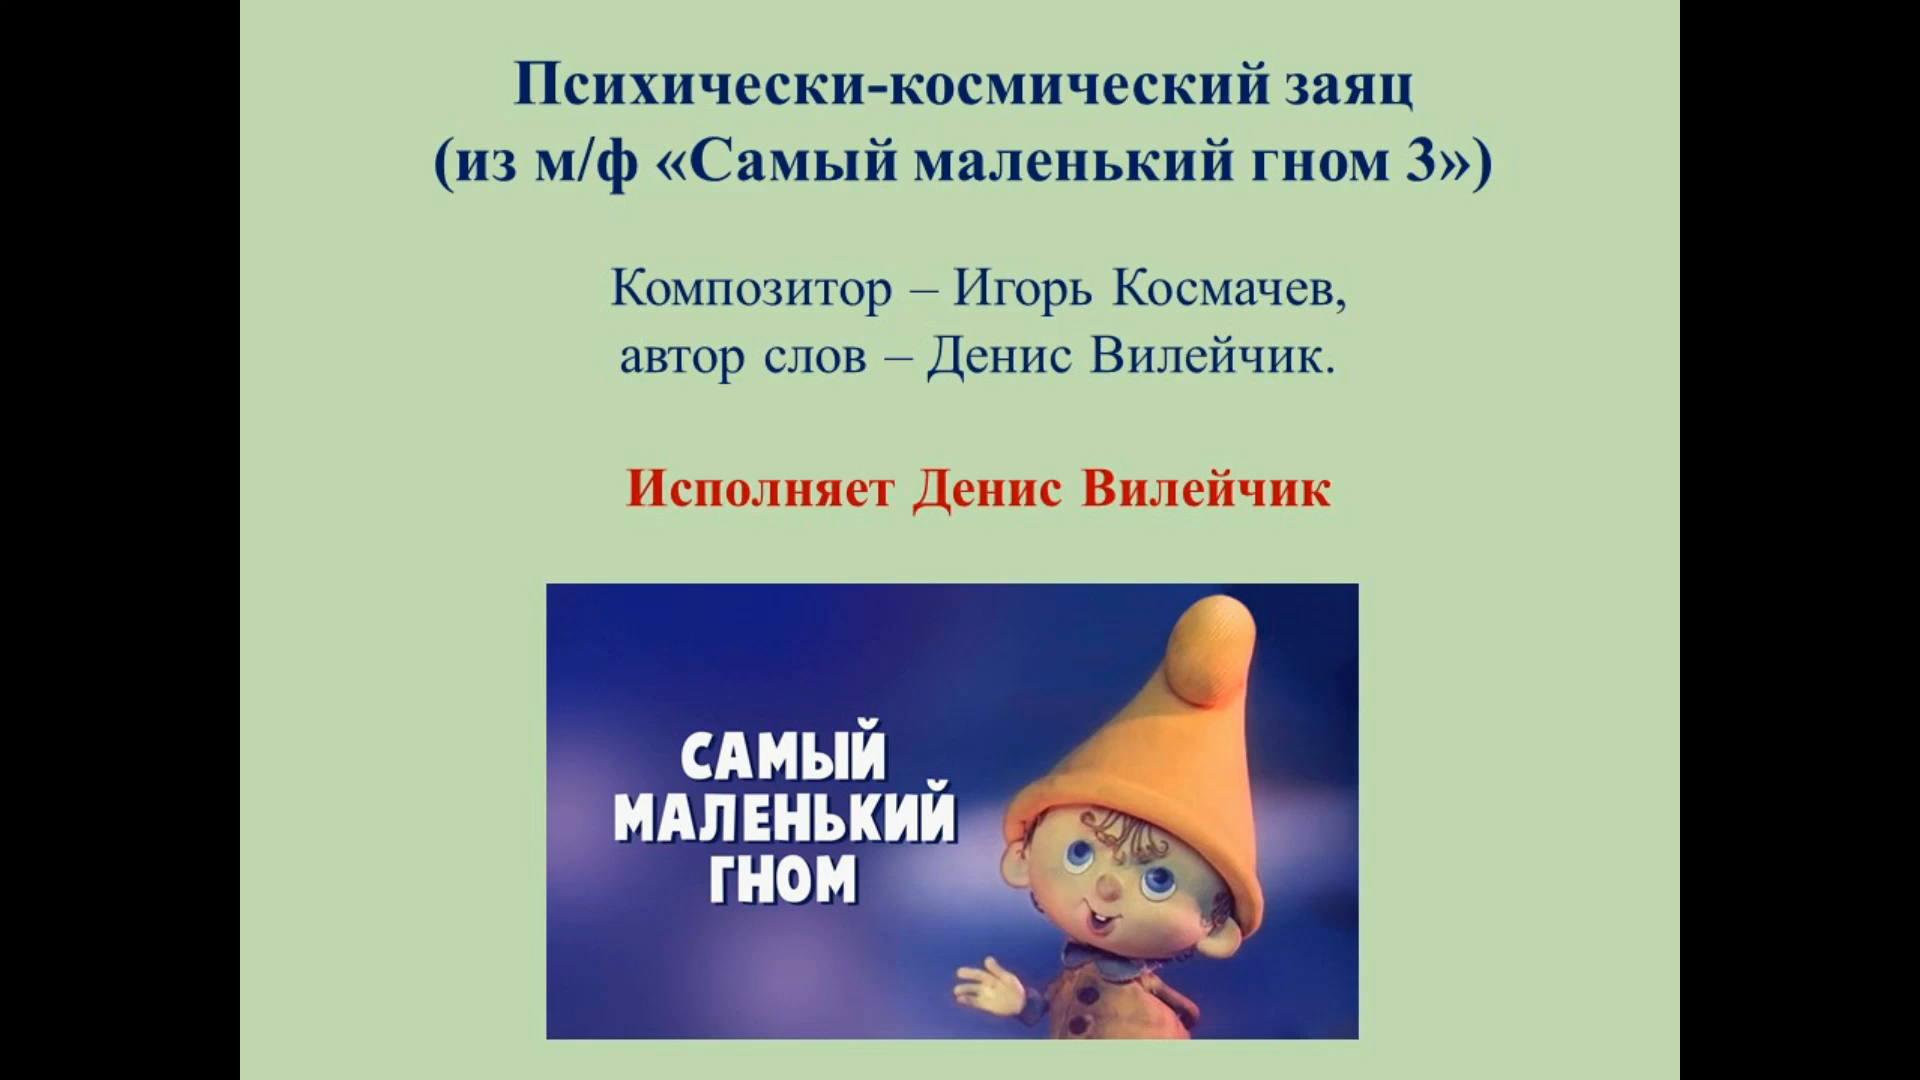 Психически-космический заяц
(из м/ф «Самый маленький гном 3»)
Композитор – Игорь Космачев,
автор слов – Денис Вилейчик.
Исполняет Денис Вилейчик
САМЫЙ
МАЛЕНЬКИЙ
ГНОМ